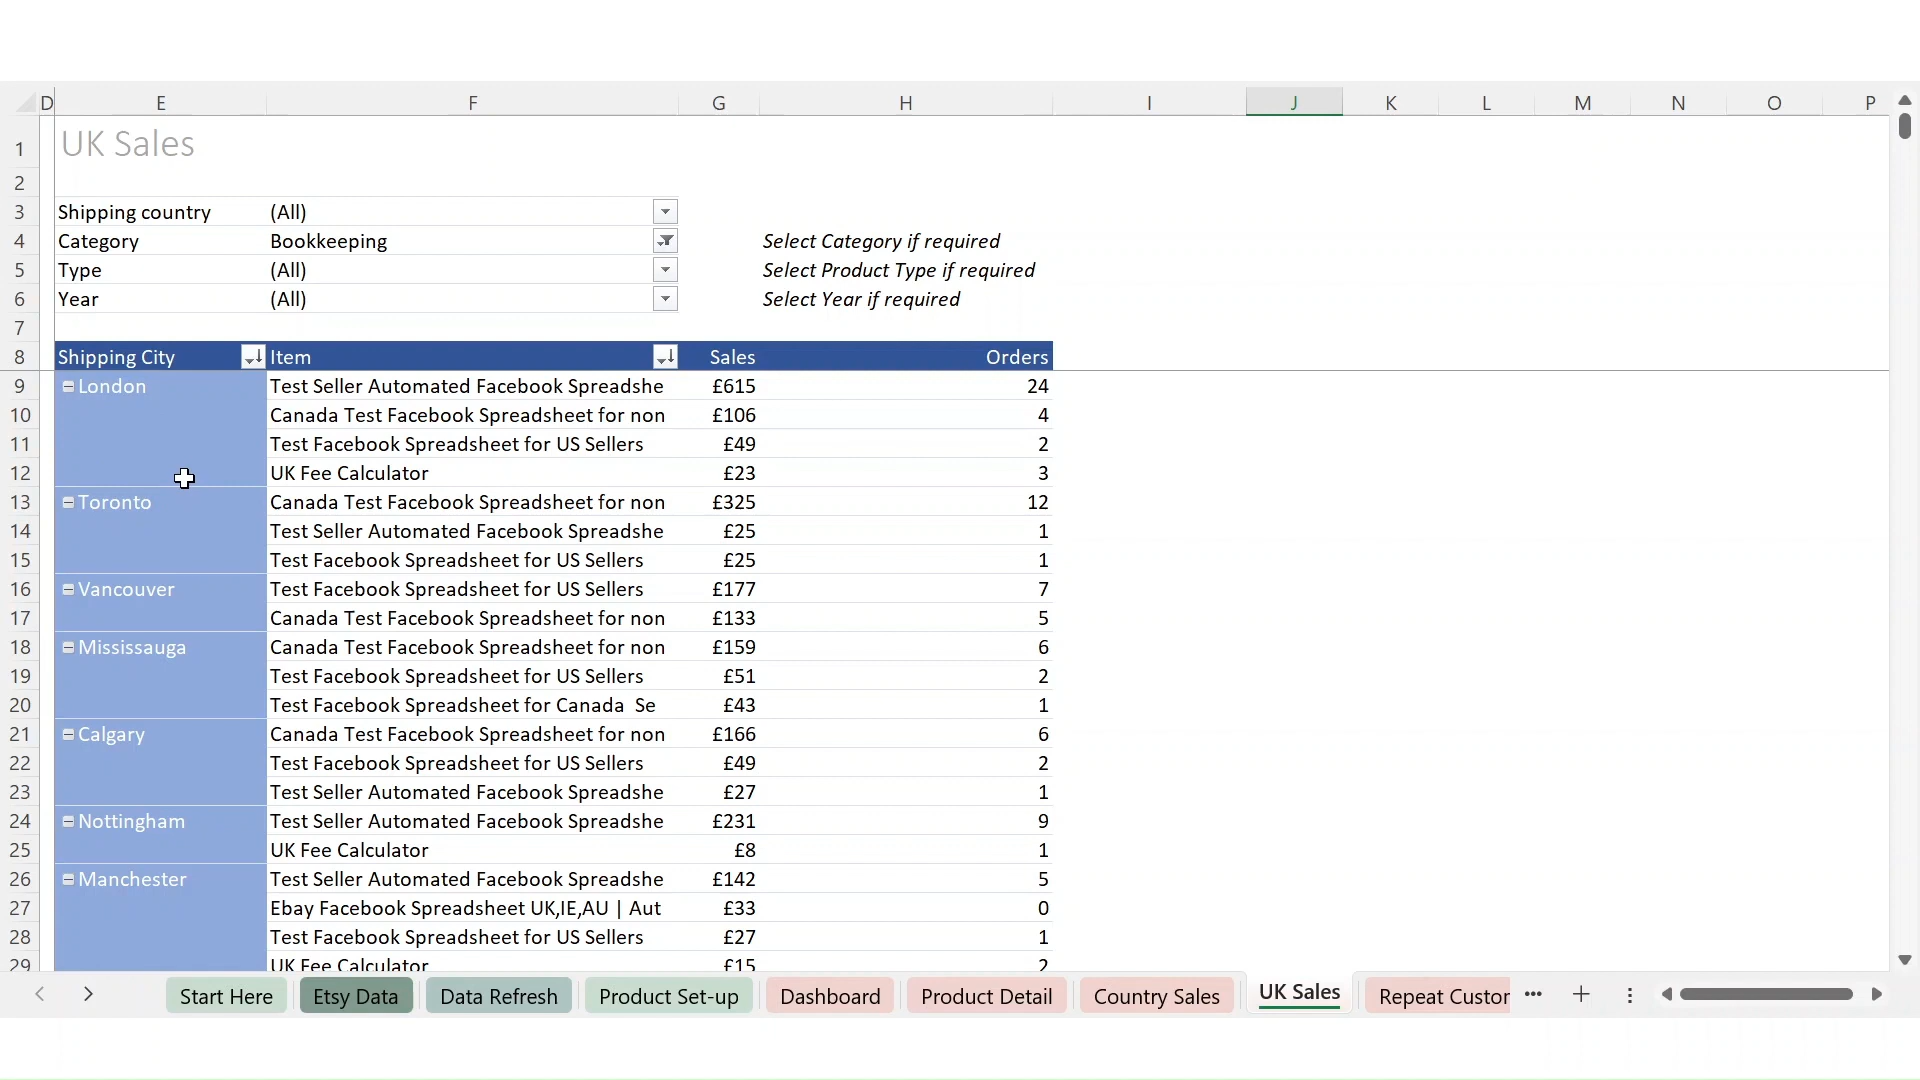 D E F G H I J K L M N O P
1 UK Sales
2
3 Shipping country (All)
4 Category Bookkeeping Select Category if required
5 Type (All) Select Product Type if required
6 Year (All) Select Year if required
7
8 Shipping City Item Sales Orders
9 London Test Seller Automated Facebook Spreadshe £615 24
10 Canada Test Facebook Spreadsheet for non £106 4
11 Test Facebook Spreadsheet for US Sellers £49 2
12 UK Fee Calculator £23 3
13 Toronto Canada Test Facebook Spreadsheet for non £325 12
14 Test Seller Automated Facebook Spreadshe £25 1
15 Test Facebook Spreadsheet for US Sellers £25 1
16 Vancouver Test Facebook Spreadsheet for US Sellers £177 7
17 Canada Test Facebook Spreadsheet for non £133 5
18 Mississauga Canada Test Facebook Spreadsheet for non £159 6
19 Test Facebook Spreadsheet for US Sellers £51 2
20 Test Facebook Spreadsheet for Canada Se £43 1
21 Calgary Canada Test Facebook Spreadsheet for non £166 6
22 Test Facebook Spreadsheet for US Sellers £49 2
23 Test Seller Automated Facebook Spreadshe £27 1
24 Nottingham Test Seller Automated Facebook Spreadshe £231 9
25 UK Fee Calculator £8 1
26 Manchester Test Seller Automated Facebook Spreadshe £142 5
27 Ebay Facebook Spreadsheet UK,IE,AU | Aut £33 0
28 Test Facebook Spreadsheet for US Sellers £27 1
29 UK Fee Calculator £15 2
Start Here Etsy Data Data Refresh Product Set-up Dashboard Product Detail Country Sales UK Sales Repeat Custor